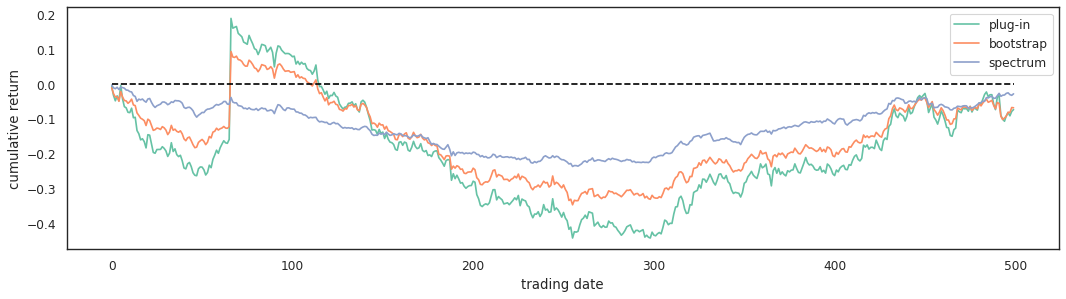 0.2
0.1
0.0
−0.1
−0.2
−0.3
−0.4
cumulative return
plug-in
bootstrap
spectrum
0 100 200 300 400 500
trading date